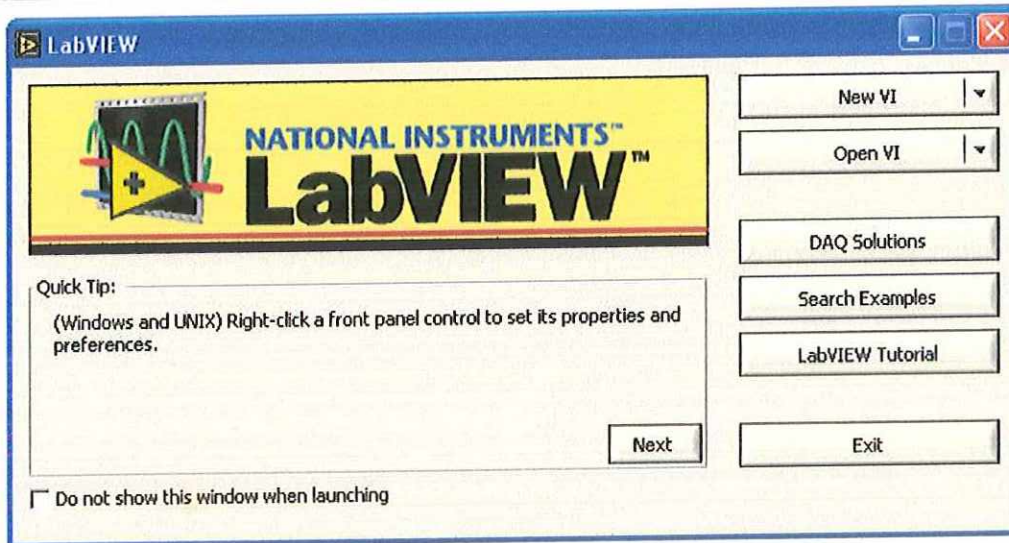 LabVIEW
NATIONAL INSTRUMENTS™
LabVIEW™
New VI
Open VI
DAQ Solutions
Search Examples
LabVIEW Tutorial
Exit
Quick Tip:
(Windows and UNIX) Right-click a front panel control to set its properties and
preferences.
Next
Do not show this window when launching